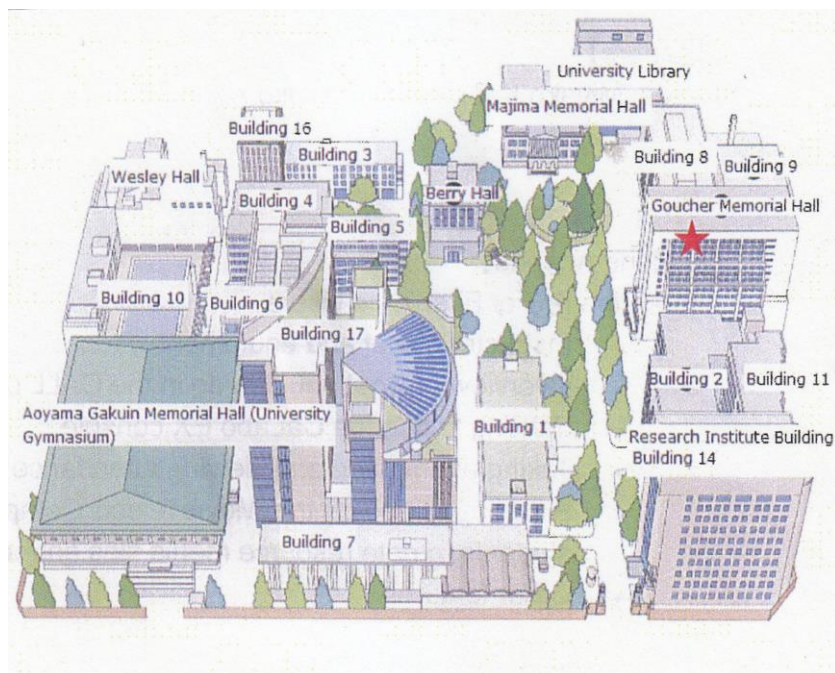 University Library
Majima Memorial Hall
Building 16
Building 3
Building 8
Building 9
Wesley Hall
Berry Hall
Building 4
Goucher Memorial Hall
Building 5
Building 10
Building 6
Building 17
Building 2
Building 11
Aoyama Gakuin Memorial Hall (University
Gymnasium)
Building 1
Research Institute Building
Building 14
Building 7